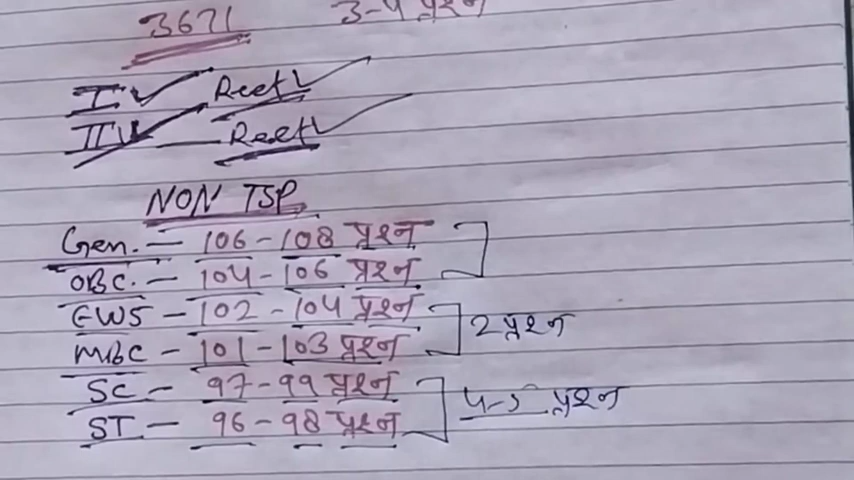 3671 3-4 प्रश्न
I Reet
II Reet
NON TSP
Gen. - 106-108 प्रश्न
OBC. - 104-106 प्रश्न
EWS - 102-104 प्रश्न
2 प्रश्न
MBC - 101-103 प्रश्न
SC - 97-99 प्रश्न
4-5 प्रश्न
ST - 96-98 प्रश्न